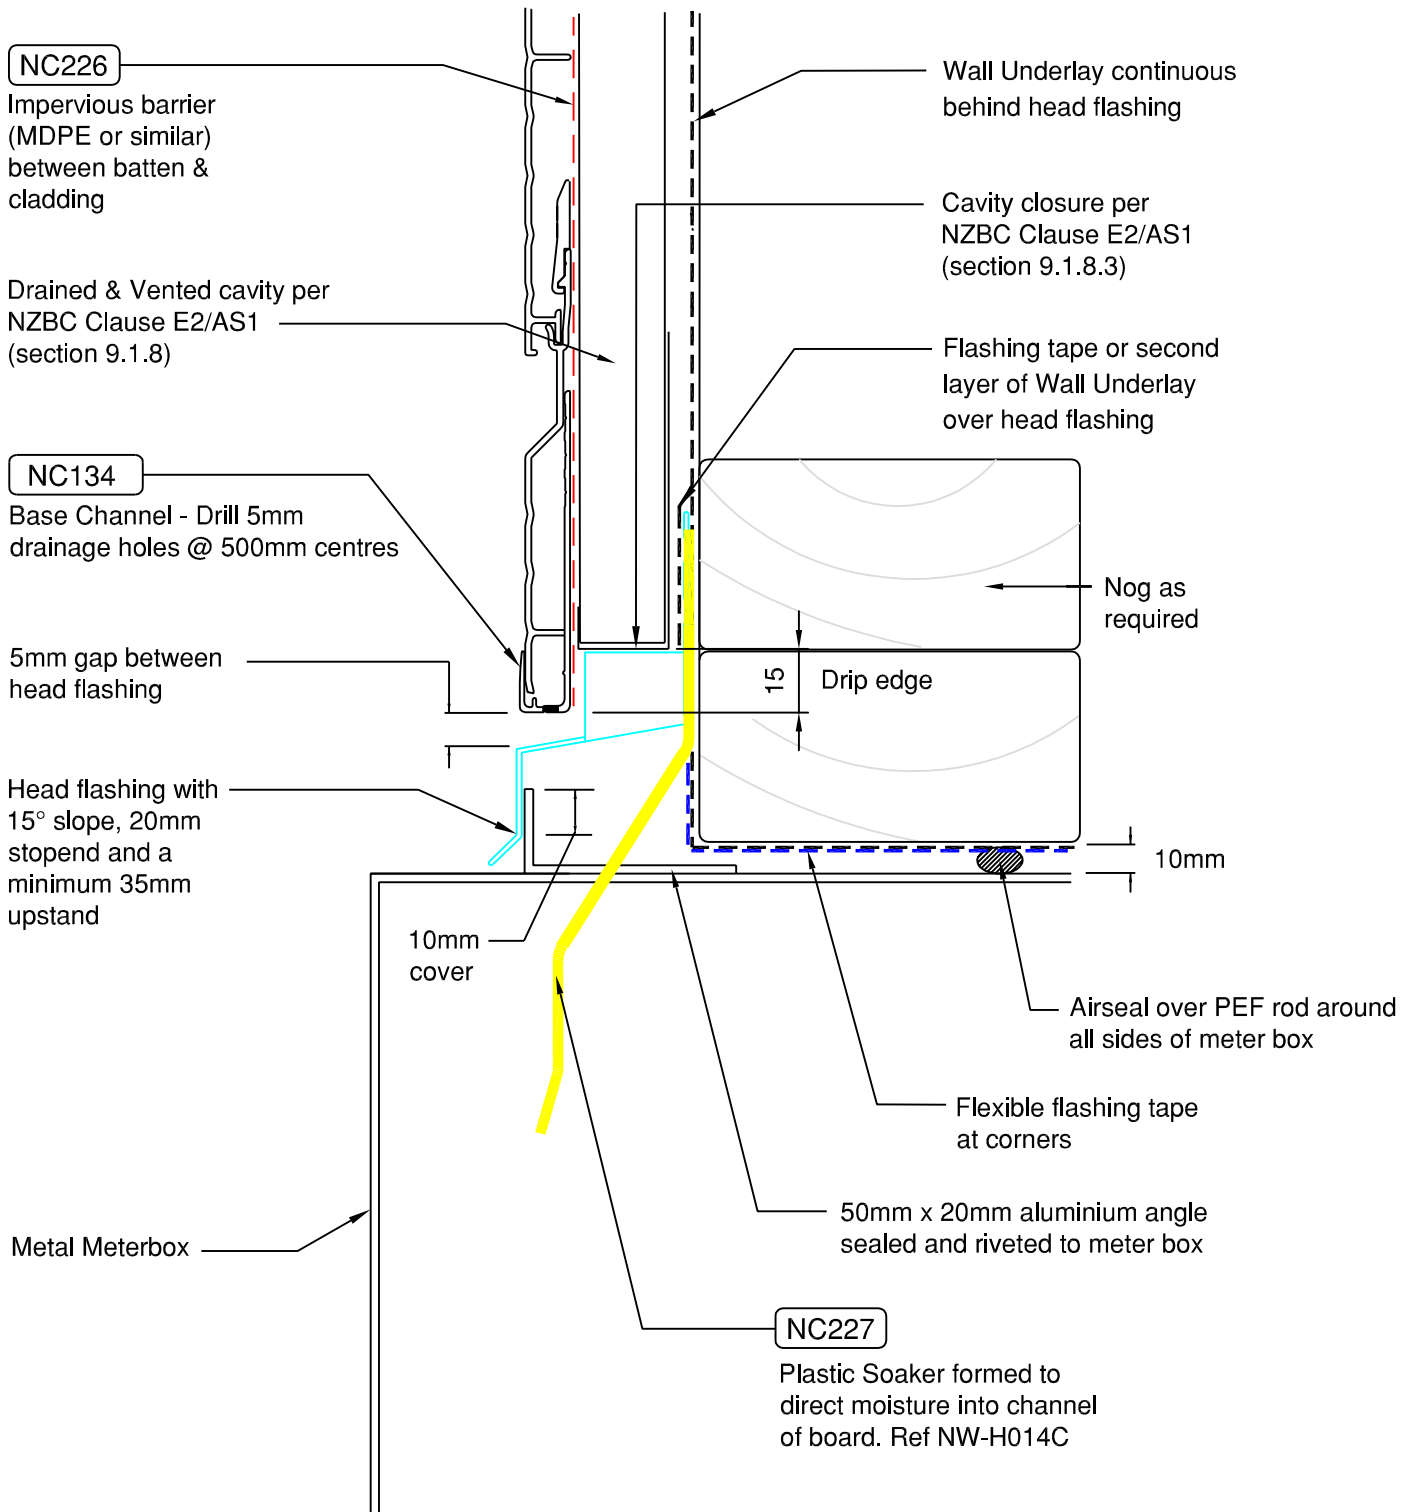 NC226
Impervious barrier
(MDPE or similar)
between batten &
cladding
Drained & Vented cavity per
NZBC Clause E2/AS1
(section 9.1.8)
NC134
Base Channel - Drill 5mm
drainage holes @ 500mm centres
5mm gap between
head flashing
Head flashing with
15° slope, 20mm
stopend and a
minimum 35mm
upstand
10mm
cover
Metal Meterbox
Wall Underlay continuous
behind head flashing
Cavity closure per
NZBC Clause E2/AS1
(section 9.1.8.3)
Flashing tape or second
layer of Wall Underlay
over head flashing
Nog as
required
15
Drip edge
10mm
Airseal over PEF rod around
all sides of meter box
Flexible flashing tape
at corners
50mm x 20mm aluminium angle
sealed and riveted to meter box
NC227
Plastic Soaker formed to
direct moisture into channel
of board. Ref NW-H014C